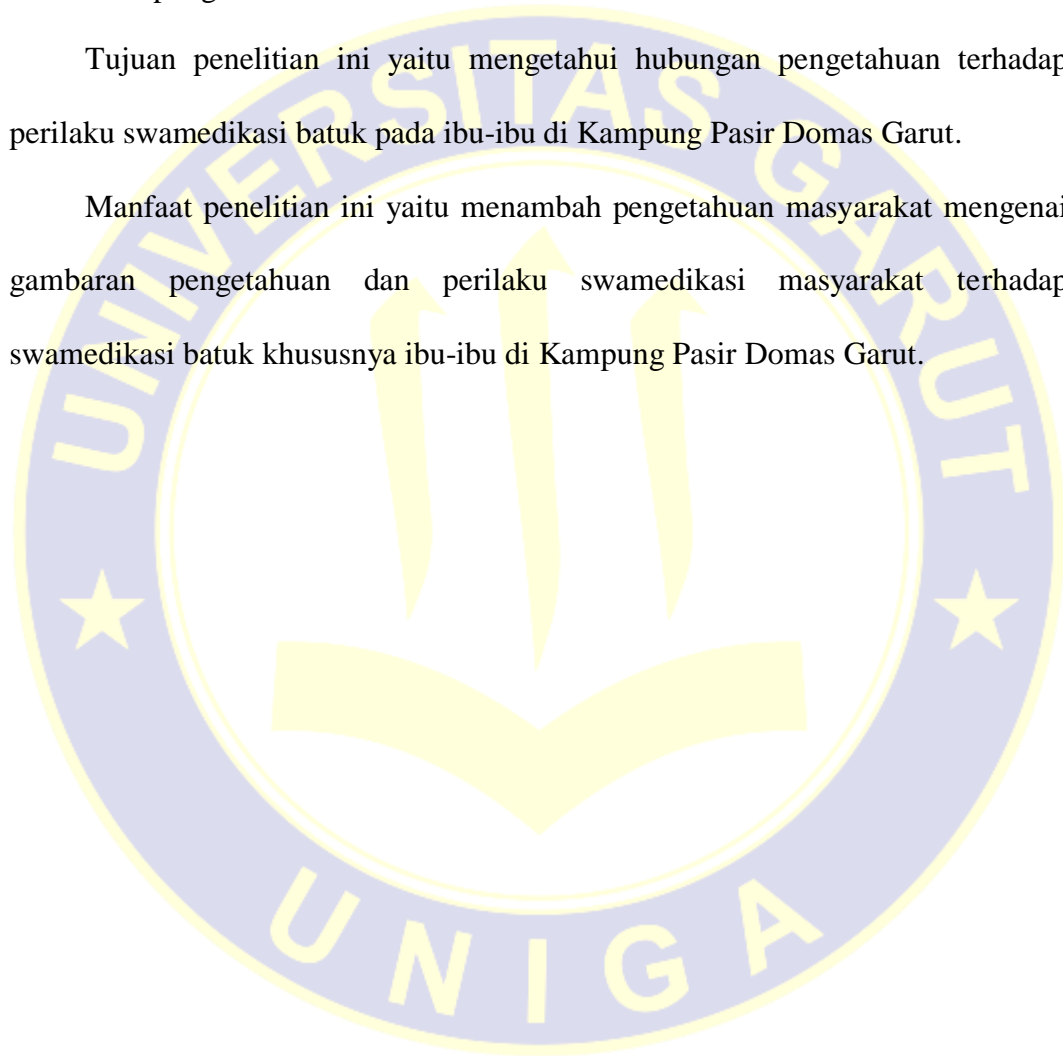 Tujuan penelitian ini yaitu mengetahui hubungan pengetahuan terhadap
perilaku swamedikasi batuk pada ibu-ibu di Kampung Pasir Domas Garut.
Manfaat penelitian ini yaitu menambah pengetahuan masyarakat mengenai
gambaran pengetahuan dan perilaku swamedikasi masyarakat terhadap
swamedikasi batuk khususnya ibu-ibu di Kampung Pasir Domas Garut.
UNIVERSITAS GARUT
UNIGA